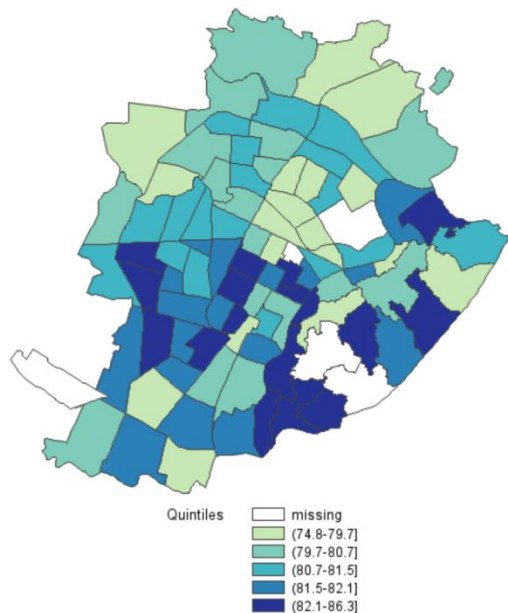 Quintiles
missing
(74.8-79.7]
(79.7-80.7]
(80.7-81.5]
(81.5-82.1]
(82.1-86.3]